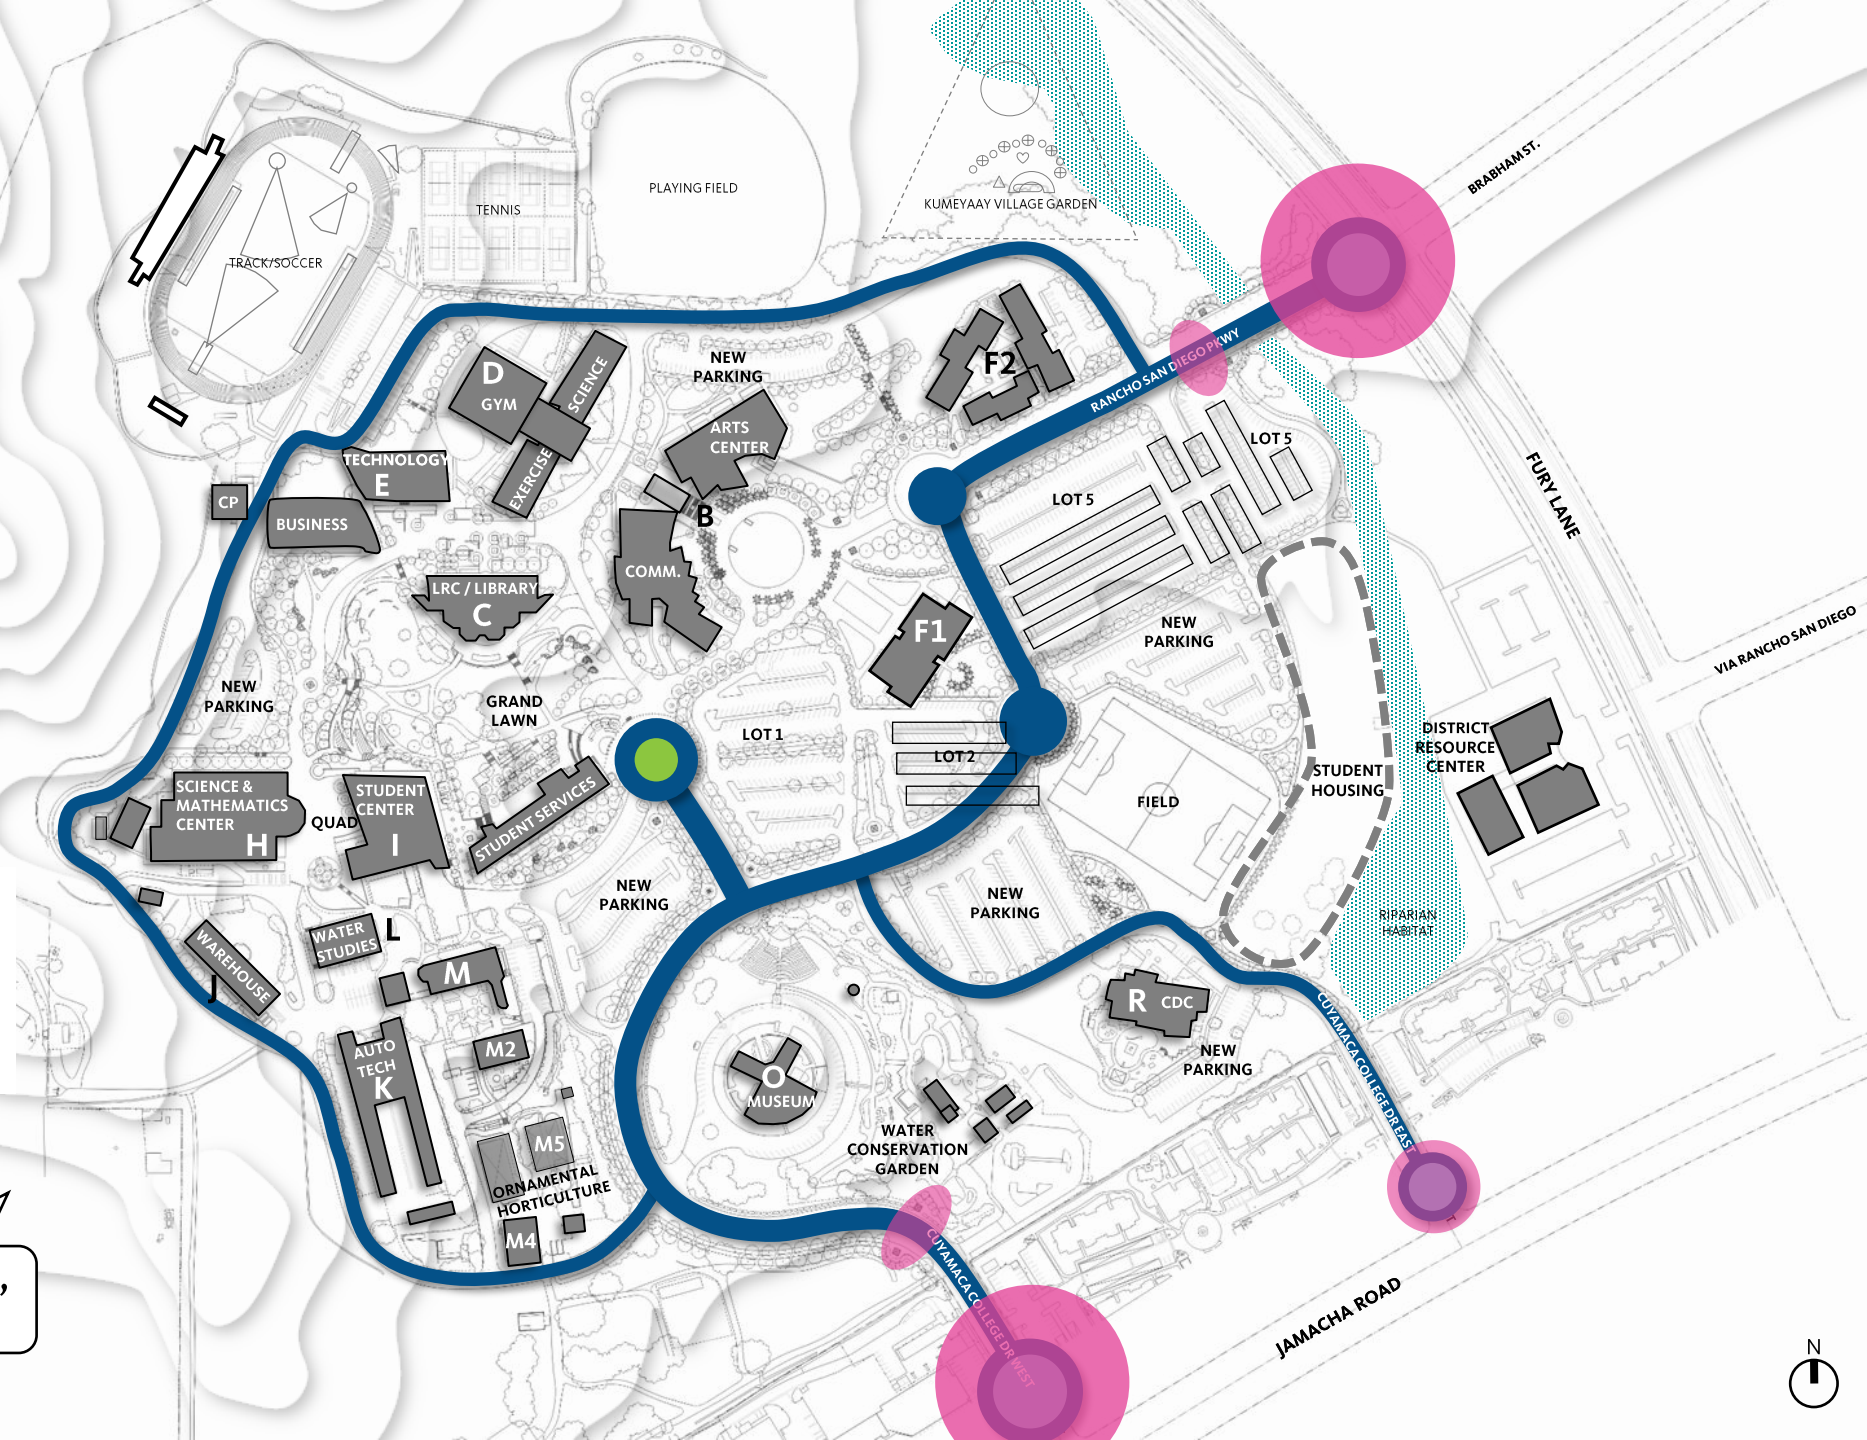 BRABHAM ST.
PLAYING FIELD
TENNIS
KUMEYAAY VILLAGE GARDEN
TRACK/SOCCER
RANCHO SAN DIEGO PKWY
NEW
PARKING
F2
D
GYM
SCIENCE
EXERCISE
ARTS
CENTER
LOT 5
TECHNOLOGY
E
CP
BUSINESS
B
LOT 5
FURY LANE
COMM.
LRC / LIBRARY
C
F1
NEW
PARKING
VIA RANCHO SAN DIEGO
NEW
PARKING
GRAND
LAWN
LOT 1
LOT 2
DISTRICT
RESOURCE
CENTER
STUDENT
HOUSING
FIELD
SCIENCE &
MATHEMATICS
CENTER
H
QUAD
STUDENT
CENTER
I
STUDENT SERVICES
NEW
PARKING
NEW
PARKING
RIPARIAN
HABITAT
WATER
STUDIES
L
WAREHOUSE
J
M
R CDC
CUYAMACA COLLEGE DR EAST
AUTO
TECH
K
M2
NEW
PARKING
O
MUSEUM
WATER
CONSERVATION
GARDEN
M5
ORNAMENTAL
HORTICULTURE
M4
CUYAMACA COLLEGE DR WEST
JAMACHA ROAD
N